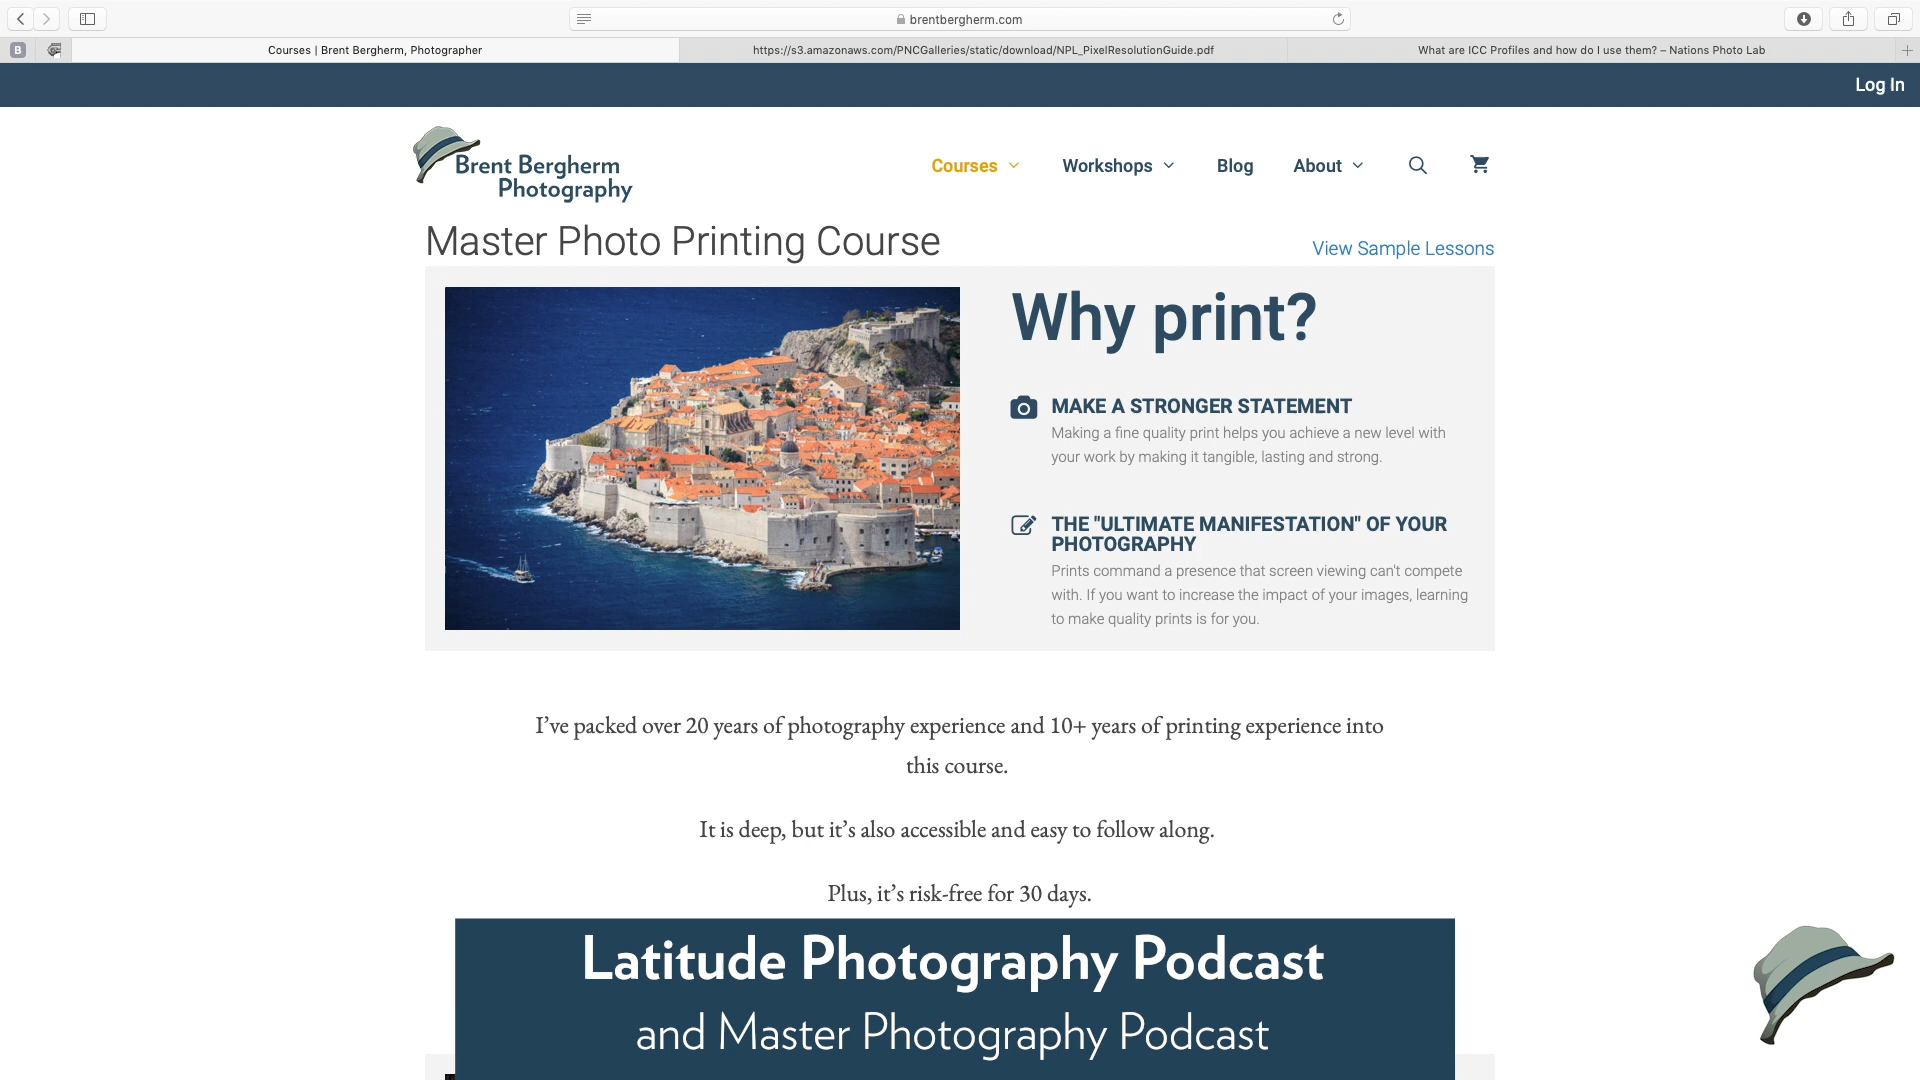 brentbergherm.com
B
Courses | Brent Bergherm, Photographer
https://s3.amazonaws.com/PNCGalleries/static/download/NPL_PixelResolutionGuide.pdf
What are ICC Profiles and how do I use them? – Nations Photo Lab
Log In
Brent Bergherm
Photography
Courses
Workshops
Blog
About
Master Photo Printing Course
View Sample Lessons
Why print?
MAKE A STRONGER STATEMENT
Making a fine quality print helps you achieve a new level with
your work by making it tangible, lasting and strong.
THE "ULTIMATE MANIFESTATION" OF YOUR
PHOTOGRAPHY
Prints command a presence that screen viewing can't compete
with. If you want to increase the impact of your images, learning
to make quality prints is for you.
I’ve packed over 20 years of photography experience and 10+ years of printing experience into
this course.
It is deep, but it’s also accessible and easy to follow along.
Plus, it’s risk-free for 30 days.
Latitude Photography Podcast
and Master Photography Podcast